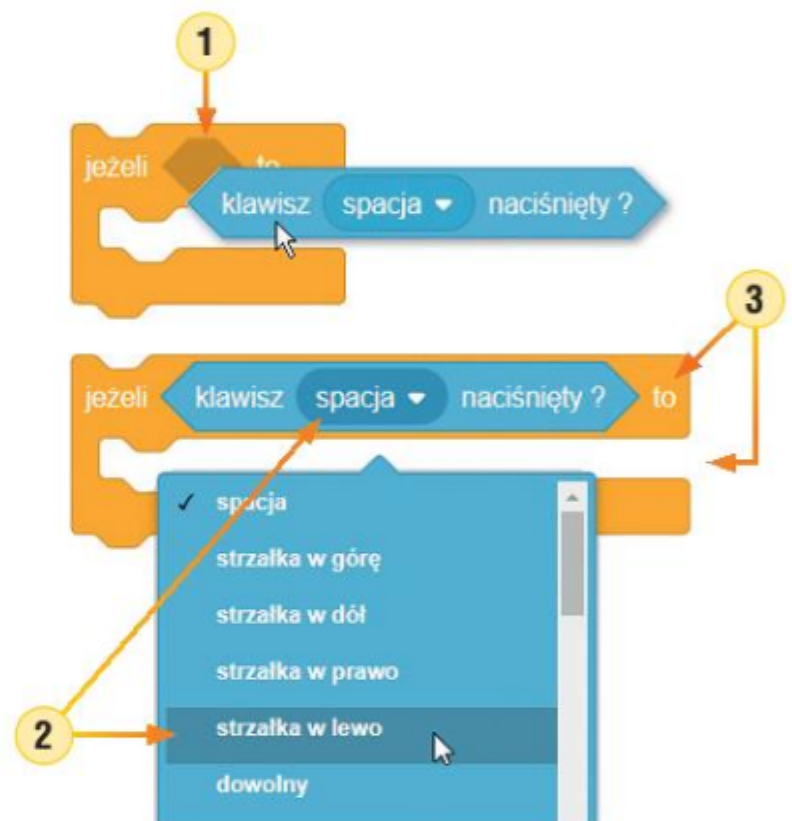 1
jeżeli to
klawisz spacja naciśnięty ?
3
jeżeli klawisz spacja naciśnięty ? to
✓ spacja
strzałka w górę
strzałka w dół
strzałka w prawo
2
strzałka w lewo
dowolny